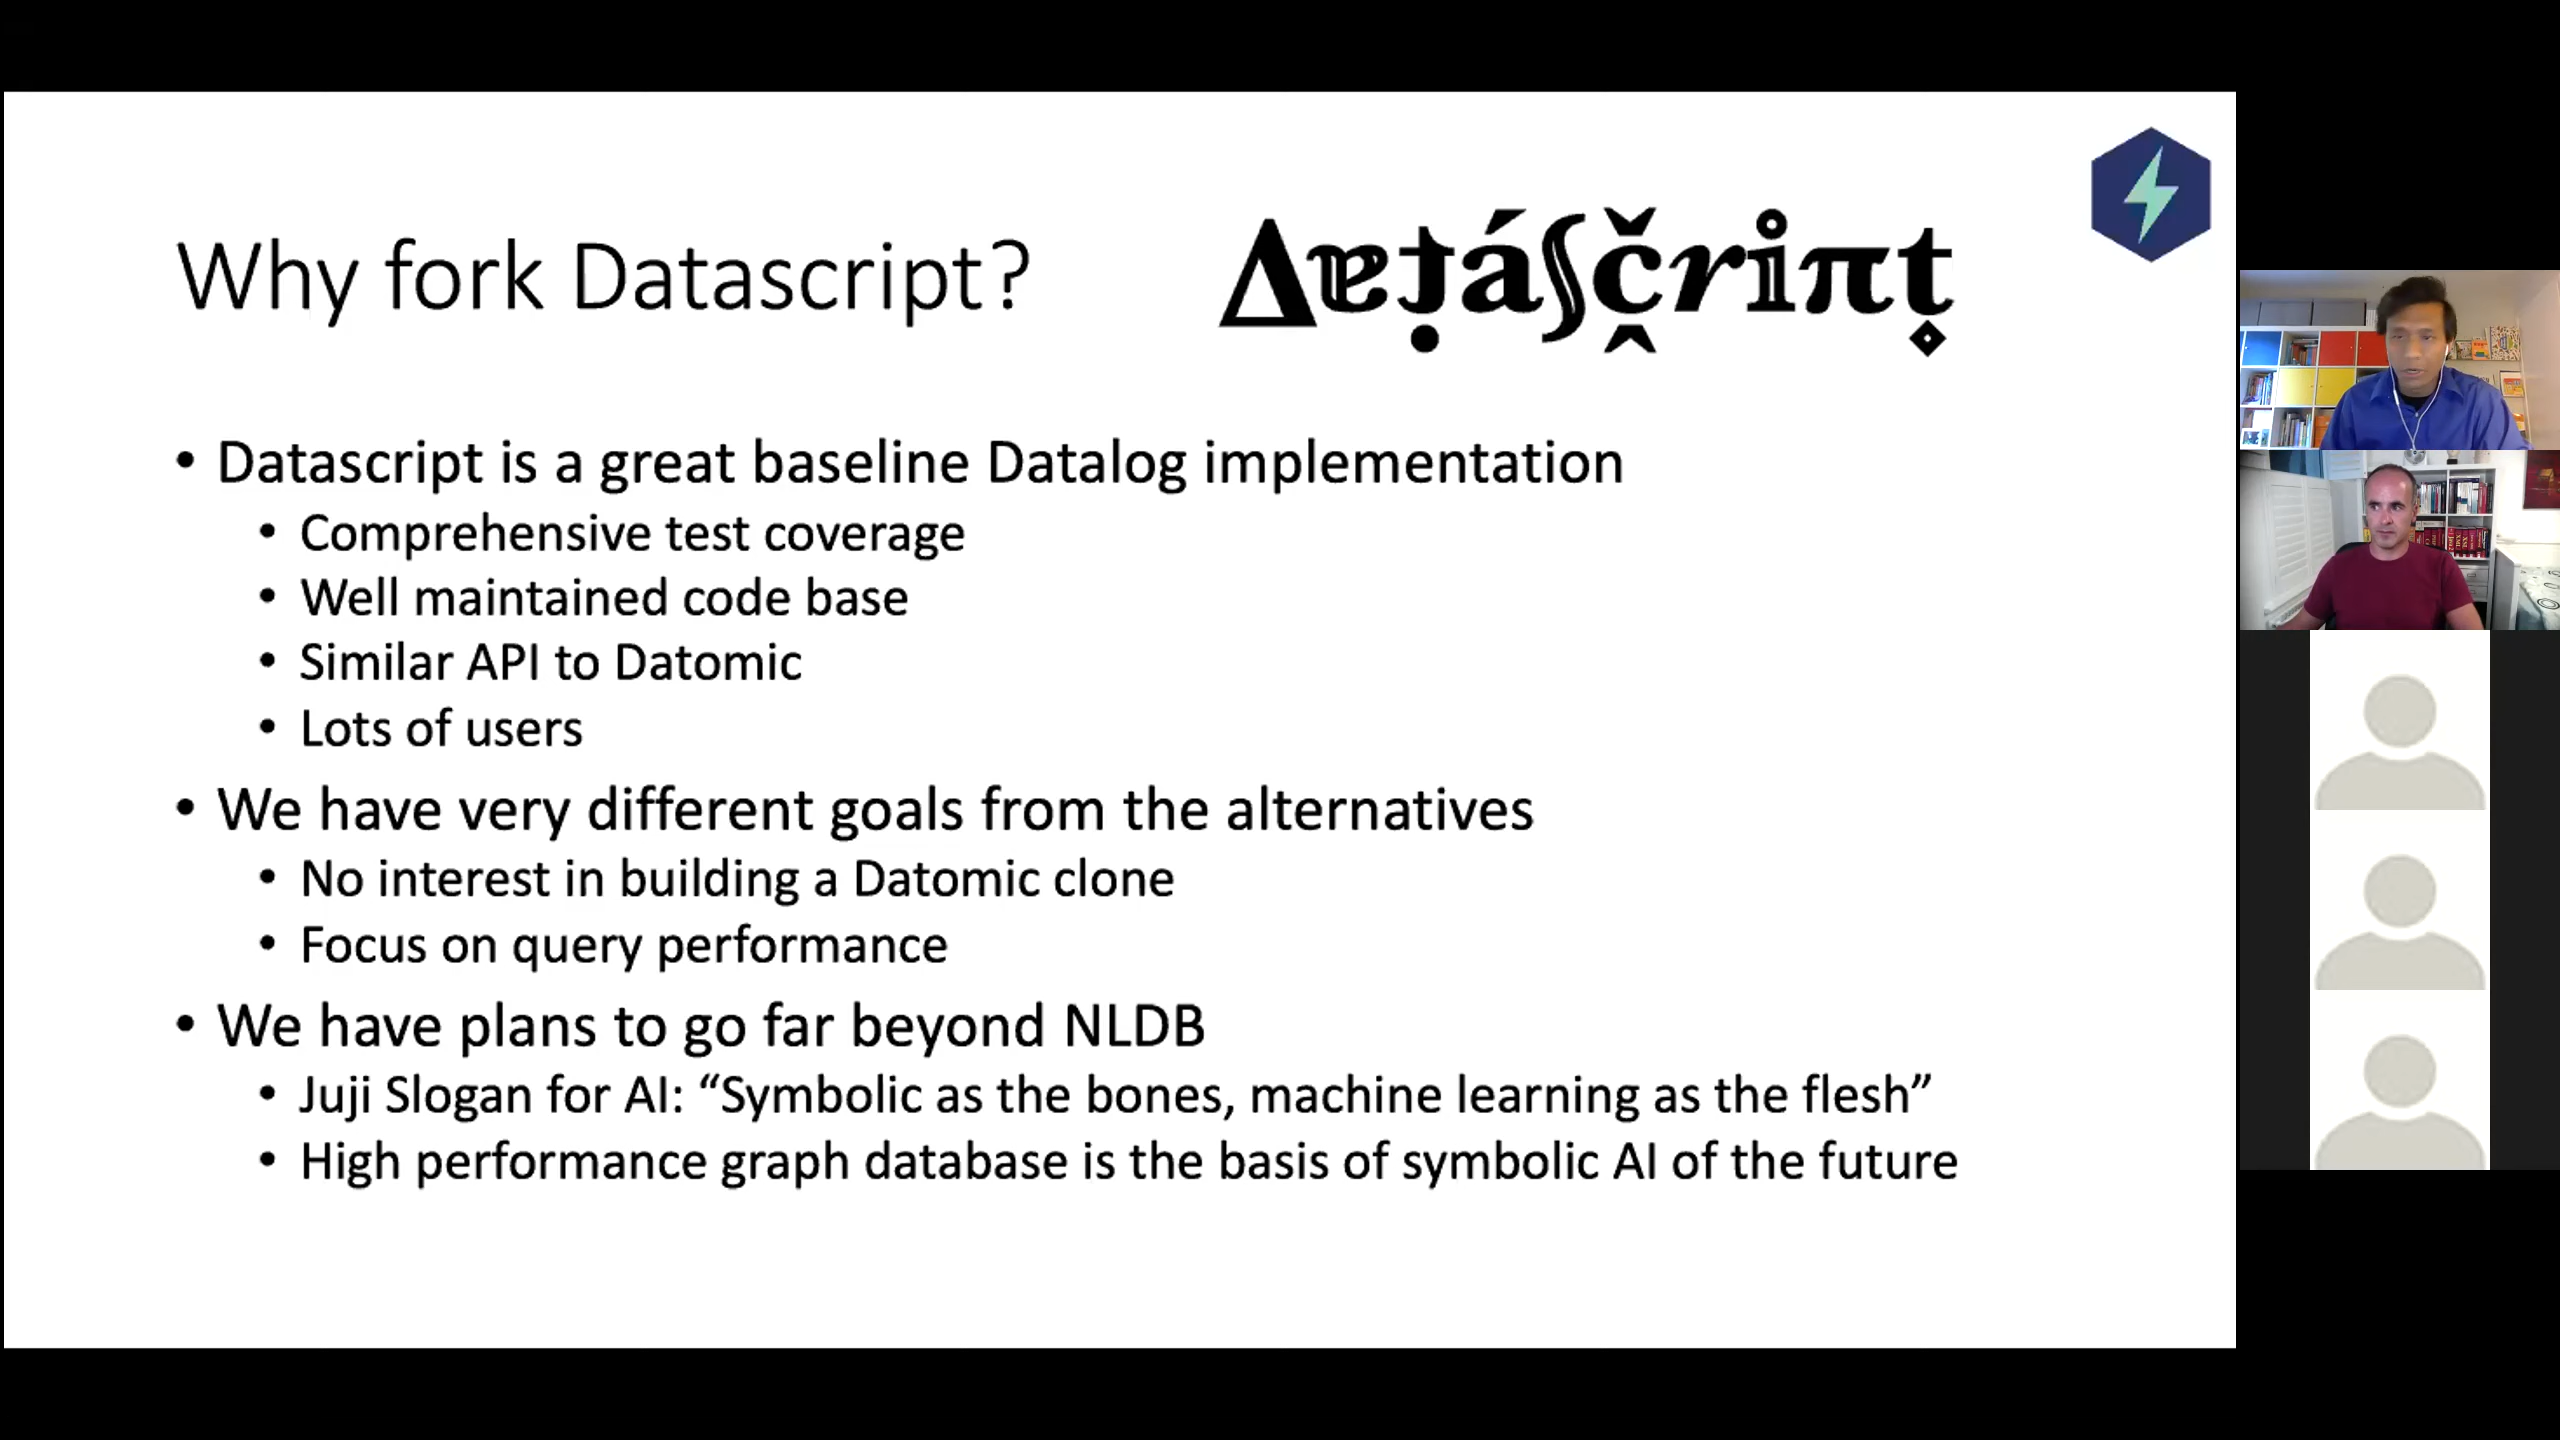 Why fork Datascript?
• Datascript is a great baseline Datalog implementation
• Comprehensive test coverage
• Well maintained code base
• Similar API to Datomic
• Lots of users
• We have very different goals from the alternatives
• No interest in building a Datomic clone
• Focus on query performance
• We have plans to go far beyond NLDB
• Juji Slogan for AI: “Symbolic as the bones, machine learning as the flesh”
• High performance graph database is the basis of symbolic AI of the future